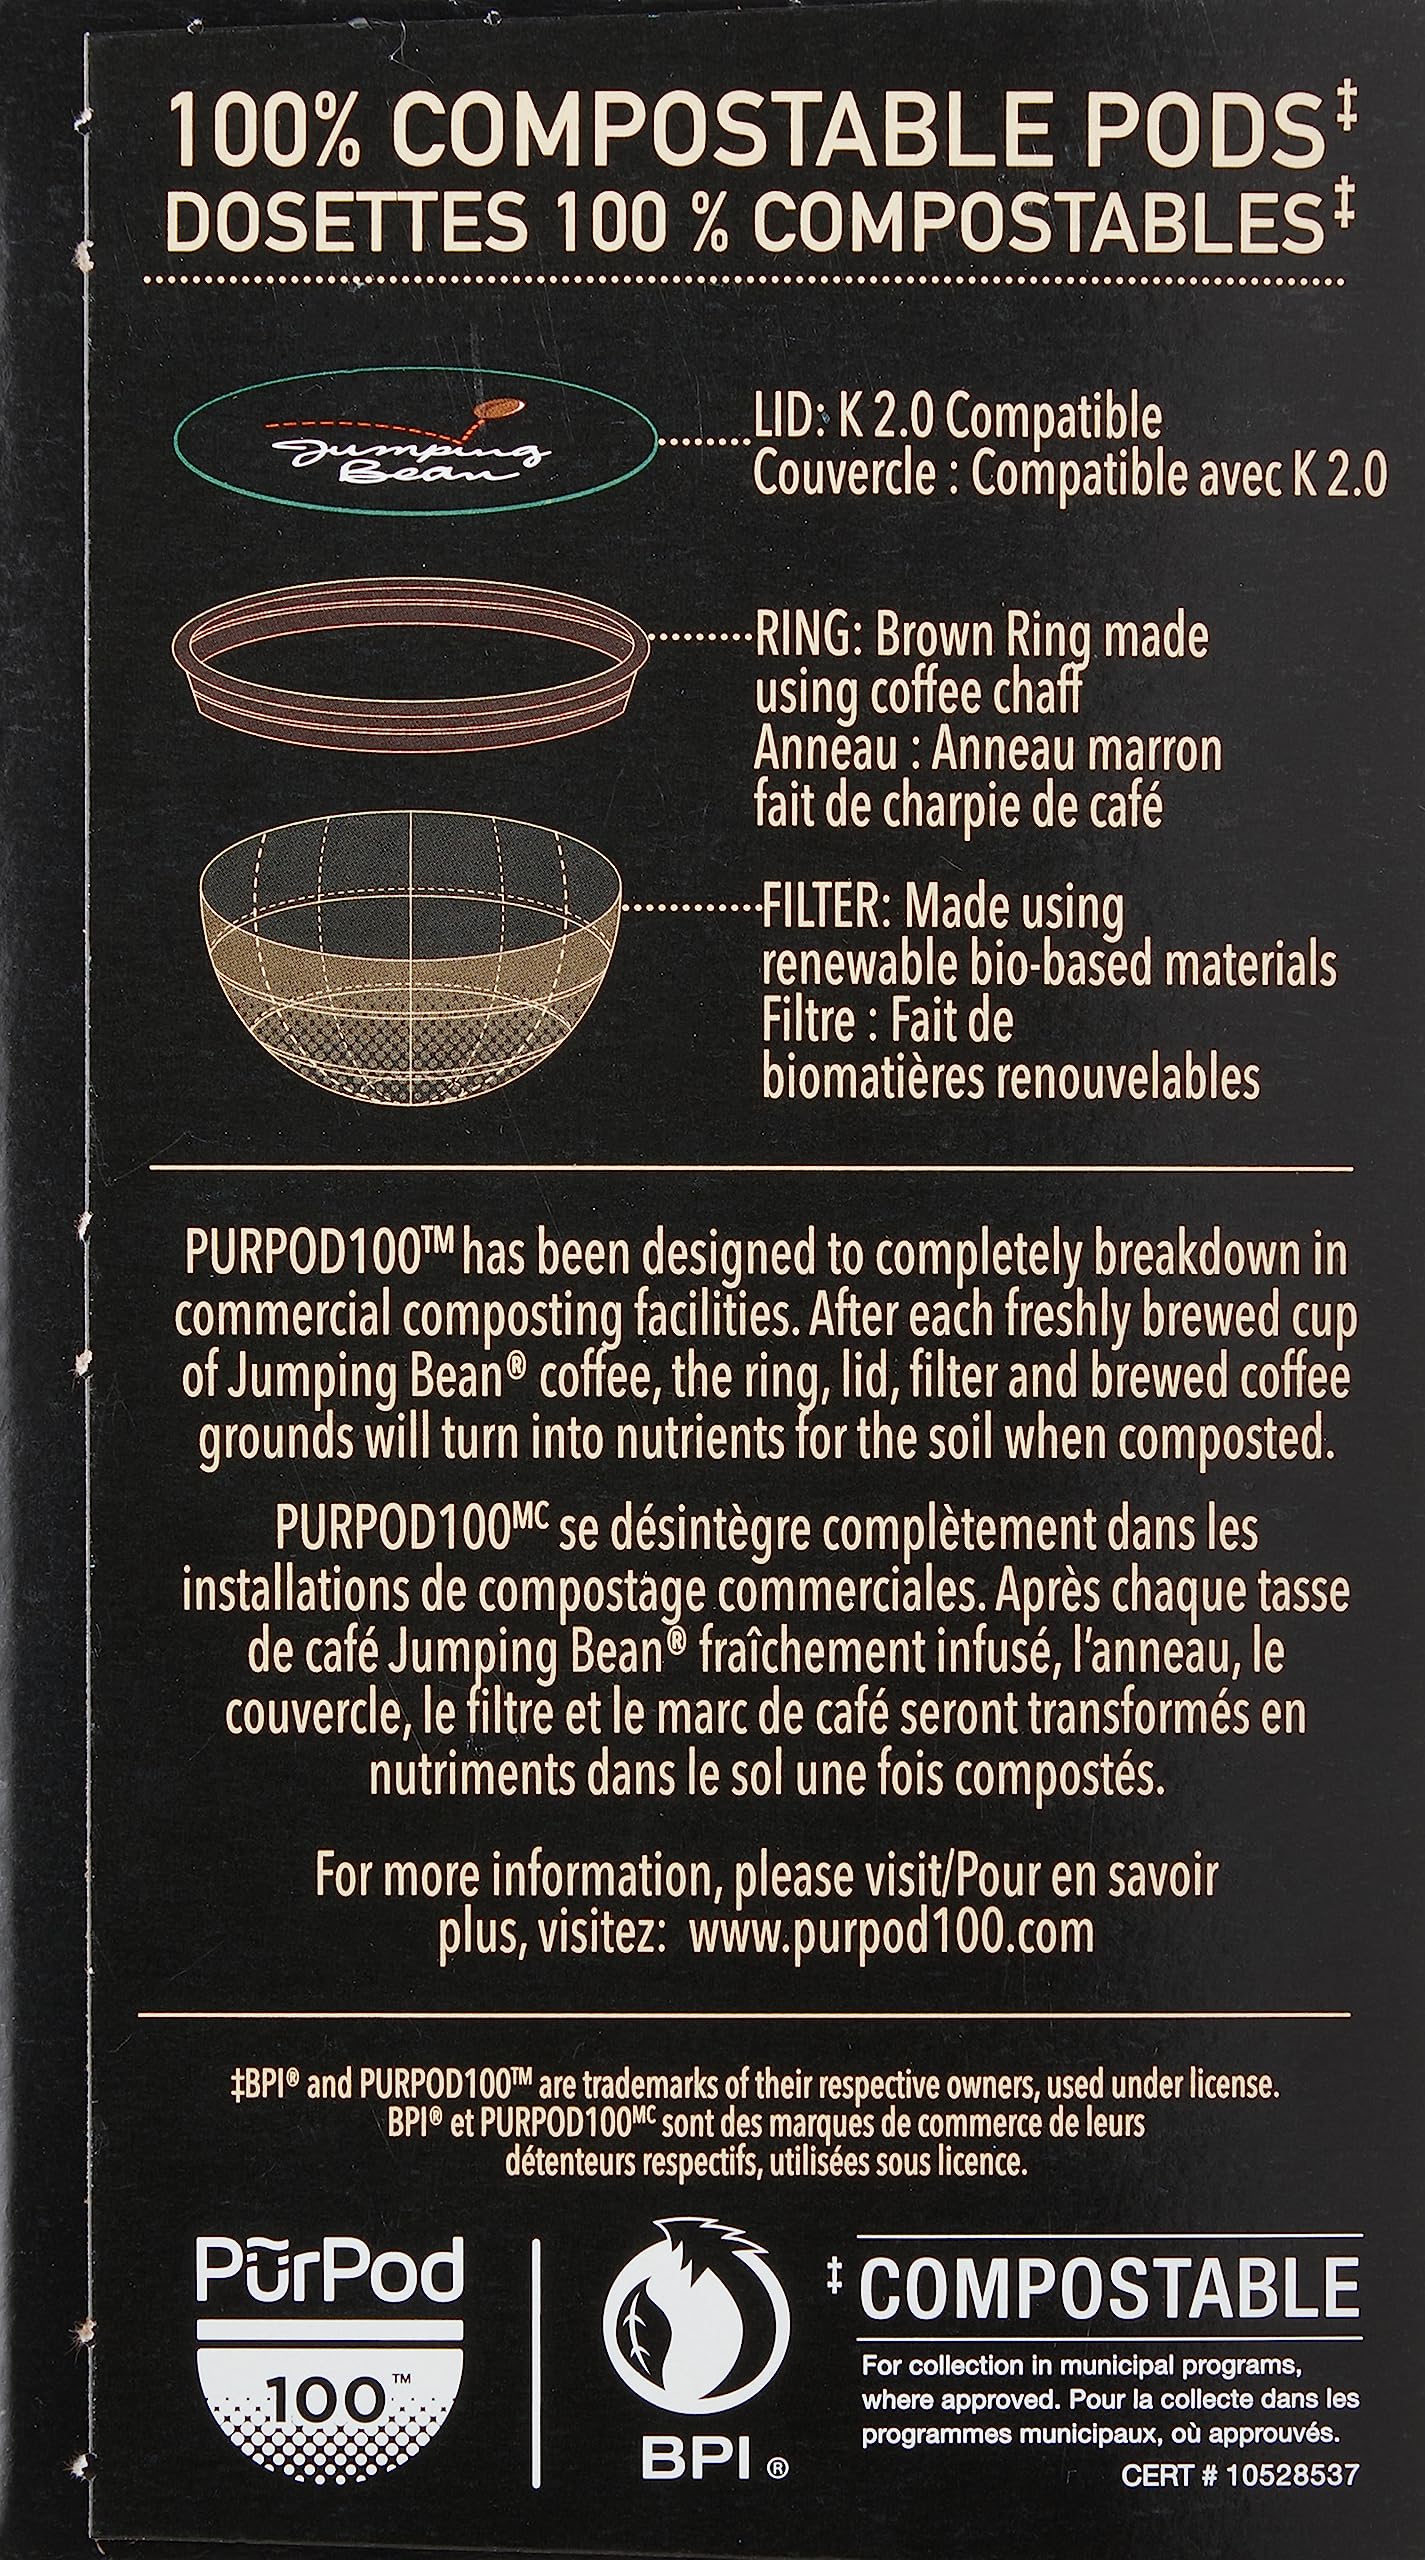 100% COMPOSTABLE PODS‡
DOSETTES 100 % COMPOSTABLES‡
Jumping
Bean
LID: K 2.0 Compatible
Couvercle : Compatible avec K 2.0
RING: Brown Ring made
using coffee chaff
Anneau : Anneau marron
fait de charpie de café
FILTER: Made using
renewable bio-based materials
Filtre : Fait de
biomatières renouvelables
PURPOD100™ has been designed to completely breakdown in
commercial composting facilities. After each freshly brewed cup
of Jumping Bean® coffee, the ring, lid, filter and brewed coffee
grounds will turn into nutrients for the soil when composted.
PURPOD100ᴹᶜ se désintègre complètement dans les
installations de compostage commerciales. Après chaque tasse
de café Jumping Bean® fraîchement infusé, l'anneau, le
couvercle, le filtre et le marc de café seront transformés en
nutriments dans le sol une fois compostés.
For more information, please visit/Pour en savoir
plus, visitez: www.purpod100.com
‡BPI® and PURPOD100™ are trademarks of their respective owners, used under license.
BPI® et PURPOD100ᴹᶜ sont des marques de commerce de leurs
détenteurs respectifs, utilisées sous licence.
PūrPod
100™
BPI®
‡ COMPOSTABLE
For collection in municipal programs,
where approved. Pour la collecte dans les
programmes municipaux, où approuvés.
CERT # 10528537